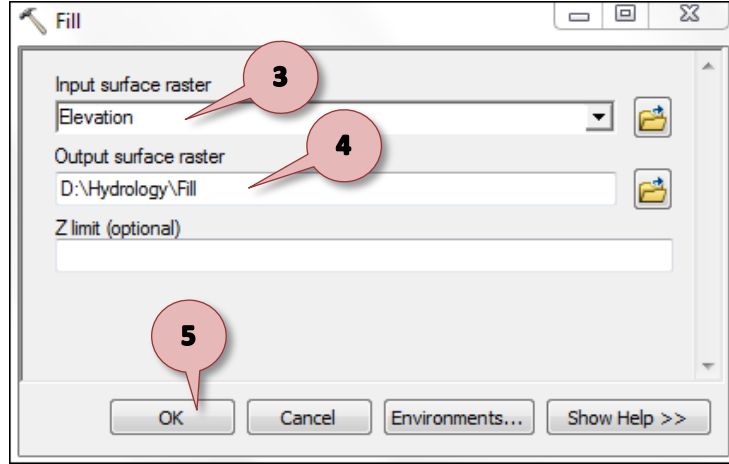 Fill
Input surface raster
3
Elevation
Output surface raster
4
D:\Hydrology\Fill
Z limit (optional)
5
OK Cancel Environments... Show Help >>